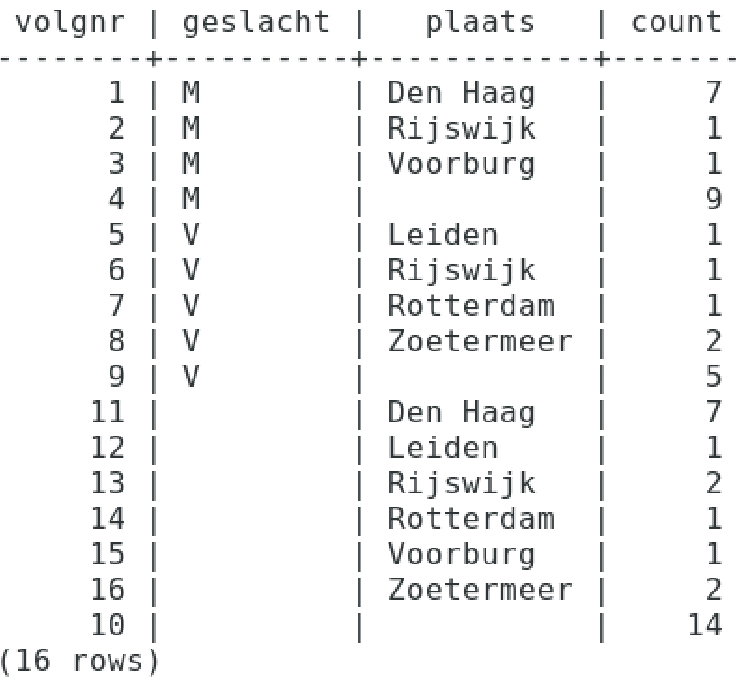 volgnr | geslacht |   plaats   | count
--------+----------+------------+-------
      1 | M        | Den Haag   |     7
      2 | M        | Rijswijk   |     1
      3 | M        | Voorburg   |     1
      4 | M        |            |     9
      5 | V        | Leiden     |     1
      6 | V        | Rijswijk   |     1
      7 | V        | Rotterdam  |     1
      8 | V        | Zoetermeer |     2
      9 | V        |            |     5
     11 |          | Den Haag   |     7
     12 |          | Leiden     |     1
     13 |          | Rijswijk   |     2
     14 |          | Rotterdam  |     1
     15 |          | Voorburg   |     1
     16 |          | Zoetermeer |     2
     10 |          |            |    14
(16 rows)